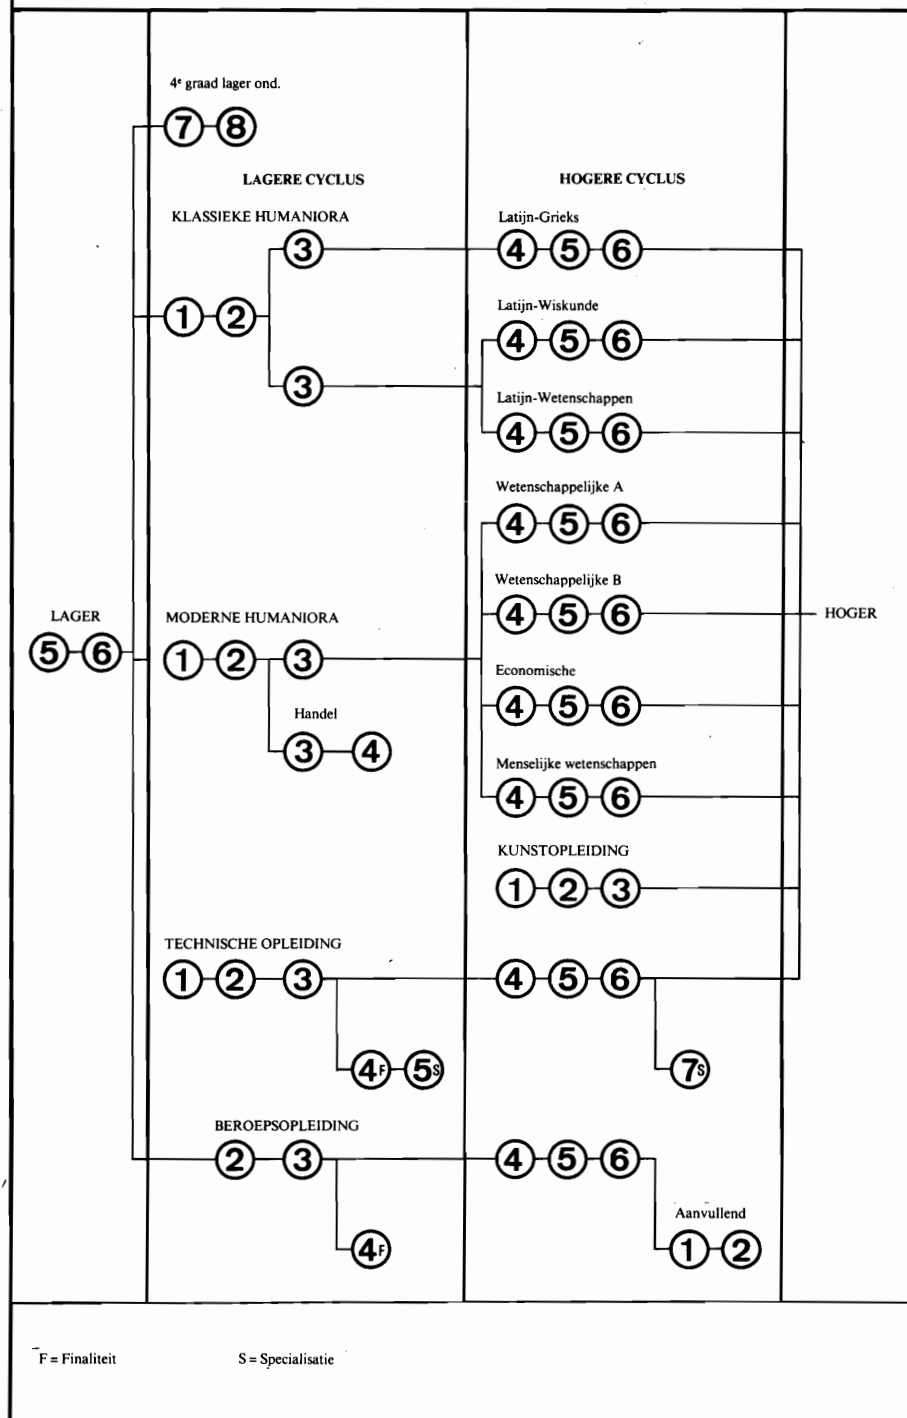 4e graad lager ond.
7 8
LAGERE CYCLUS HOGERE CYCLUS
KLASSIEKE HUMANIORA Latijn-Grieks
3 4 5 6
1 2
Latijn-Wiskunde
4 5 6
3
Latijn-Wetenschappen
4 5 6
Wetenschappelijke A
4 5 6
Wetenschappelijke B
4 5 6 HOGER
LAGER MODERNE HUMANIORA
5 6 1 2 3
Economische
4 5 6
Handel
3 4
Menselijke wetenschappen
4 5 6
KUNSTOPLEIDING
1 2 3
TECHNISCHE OPLEIDING
1 2 3 4 5 6
4F 5S 7S
BEROEPSOPLEIDING
2 3 4 5 6
Aanvullend
4F 1 2
F = Finaliteit S = Specialisatie